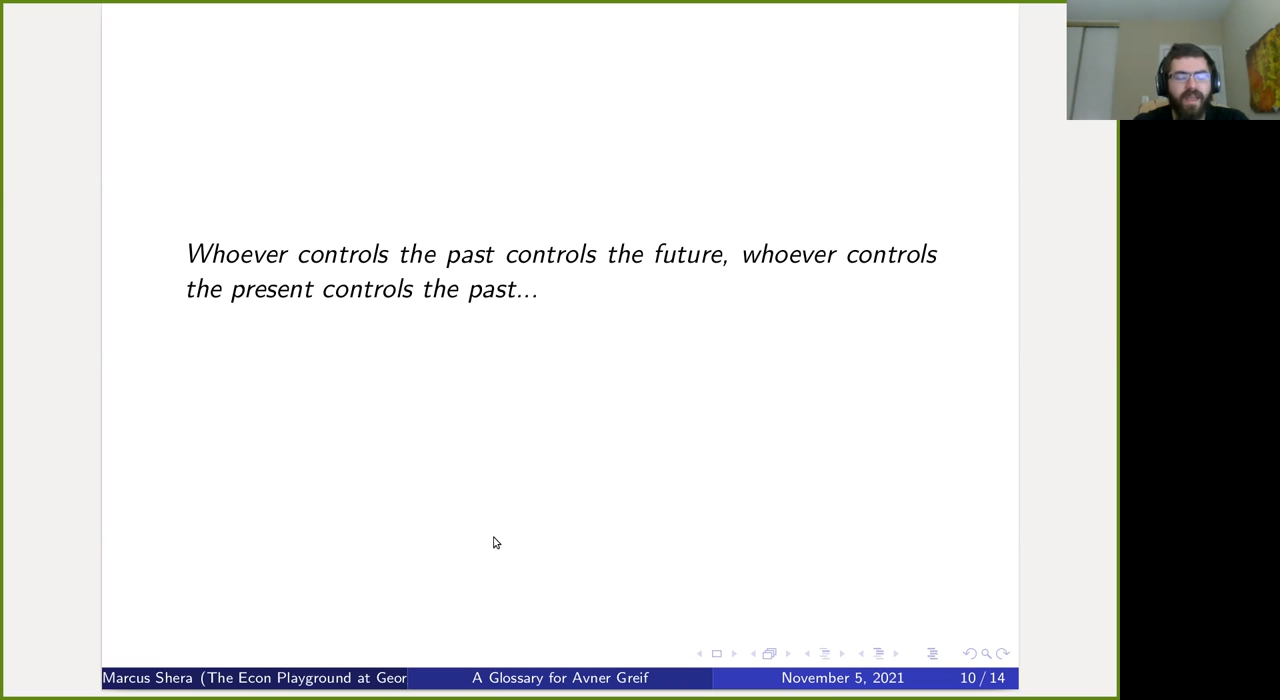 Whoever controls the past controls the future, whoever controls
the present controls the past...
Marcus Shera (The Econ Playground at Geor
A Glossary for Avner Greif
November 5, 2021
10 / 14